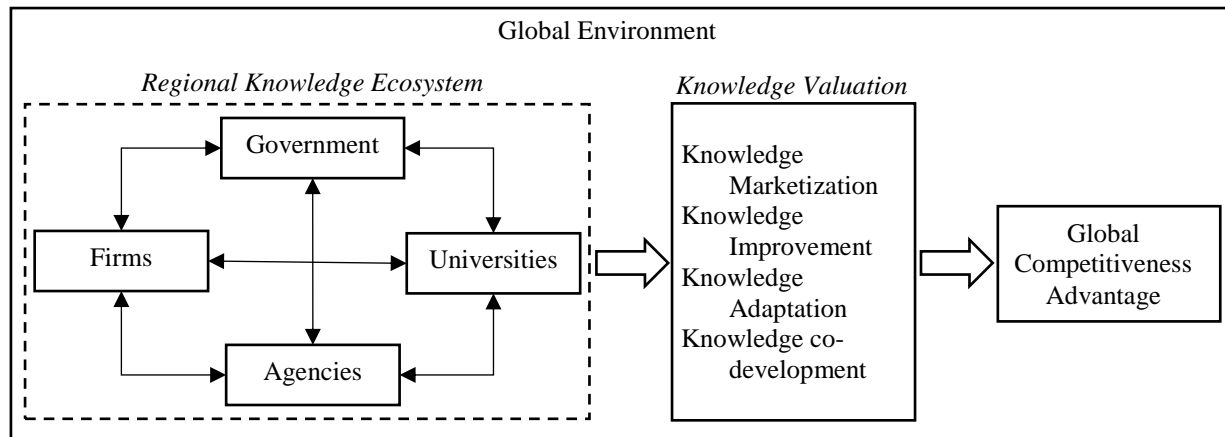 Global Environment
Regional Knowledge Ecosystem
Government
Firms
Universities
Agencies
Knowledge Valuation
Knowledge
Marketization
Knowledge
Improvement
Knowledge
Adaptation
Knowledge co-
development
Global
Competitiveness
Advantage